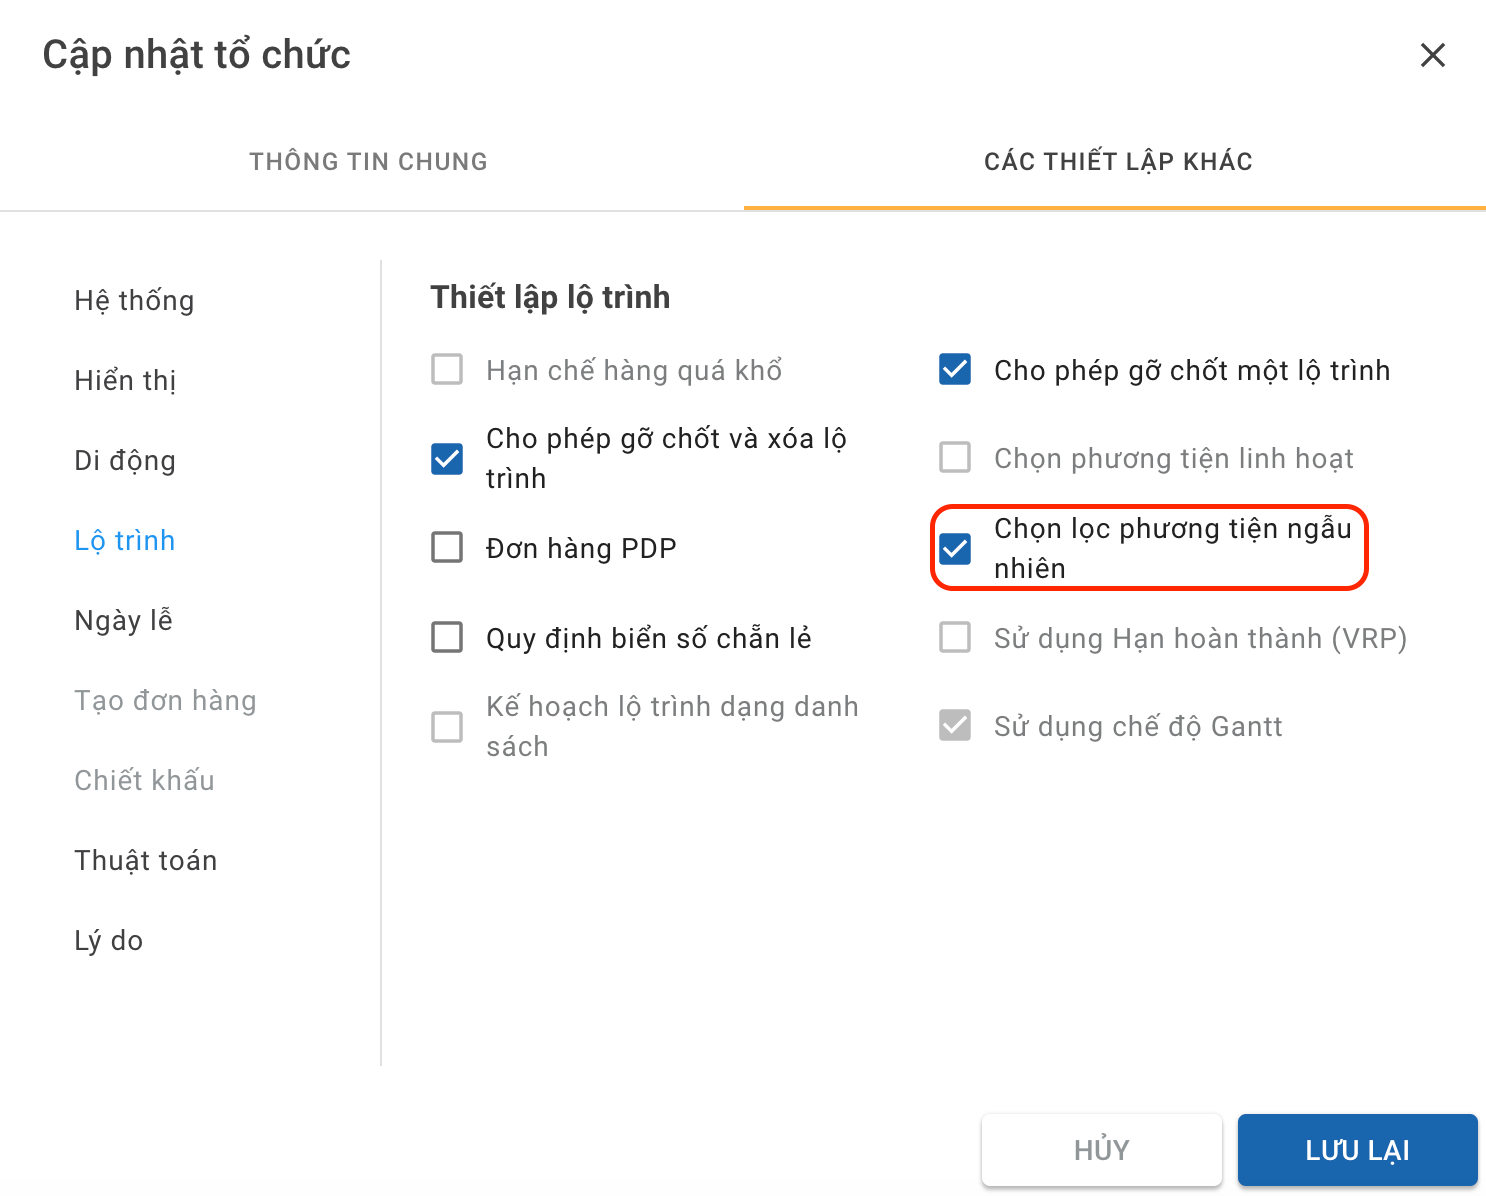 Cập nhật tổ chức
THÔNG TIN CHUNG
CÁC THIẾT LẬP KHÁC
Hệ thống
Hiển thị
Di động
Lộ trình
Ngày lễ
Tạo đơn hàng
Chiết khấu
Thuật toán
Lý do
Thiết lập lộ trình
Hạn chế hàng quá khổ
Cho phép gỡ chốt một lộ trình
Cho phép gỡ chốt và xóa lộ
trình
Chọn phương tiện linh hoạt
Đơn hàng PDP
Chọn lọc phương tiện ngẫu
nhiên
Quy định biển số chẵn lẻ
Sử dụng Hạn hoàn thành (VRP)
Kế hoạch lộ trình dạng danh
sách
Sử dụng chế độ Gantt
HỦY
LƯU LẠI